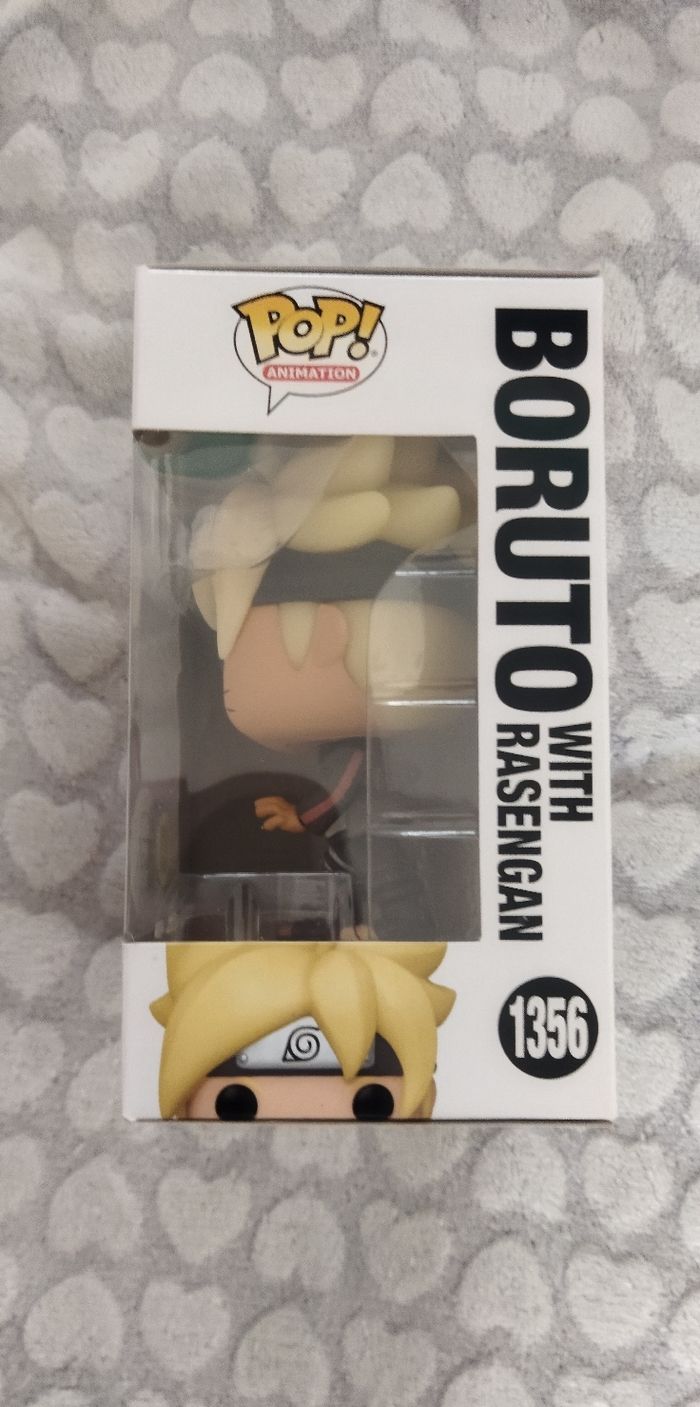 POP!
ANIMATION
BORUTO
WITH
RASENGAN
1356